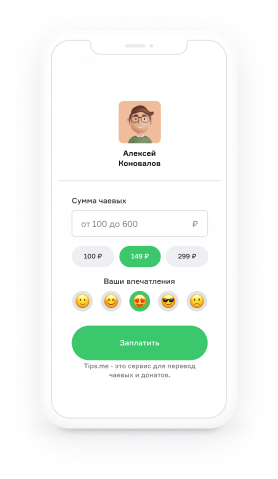 Алексей
Коновалов
Сумма чаевых
от 100 до 600 ₽
100 ₽ 149 ₽ 299 ₽
Ваши впечатления
Заплатить
Tips.me - это сервис для перевод
чаевых и донатов.